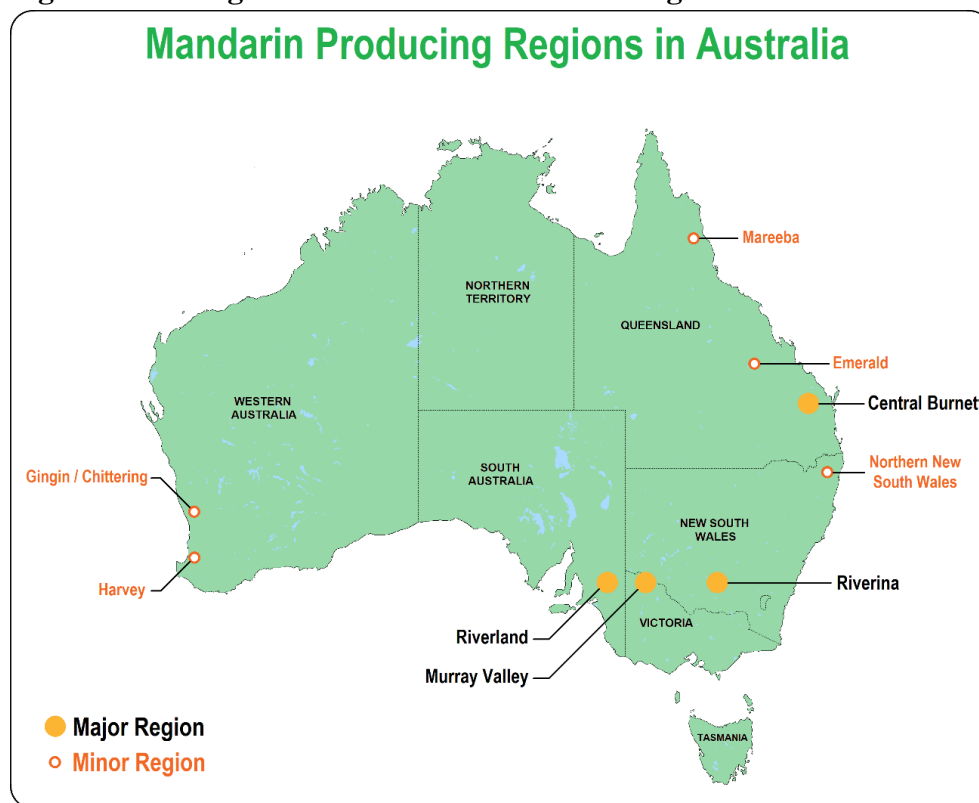 Mandarin Producing Regions in Australia
Mareeba
NORTHERN
TERRITORY
QUEENSLAND
Emerald
WESTERN
AUSTRALIA
Central Burnet
SOUTH
AUSTRALIA
Gingin / Chittering
Northern New
South Wales
NEW SOUTH
WALES
Harvey
Riverina
Riverland
VICTORIA
Murray Valley
Major Region
Minor Region
TASMANIA